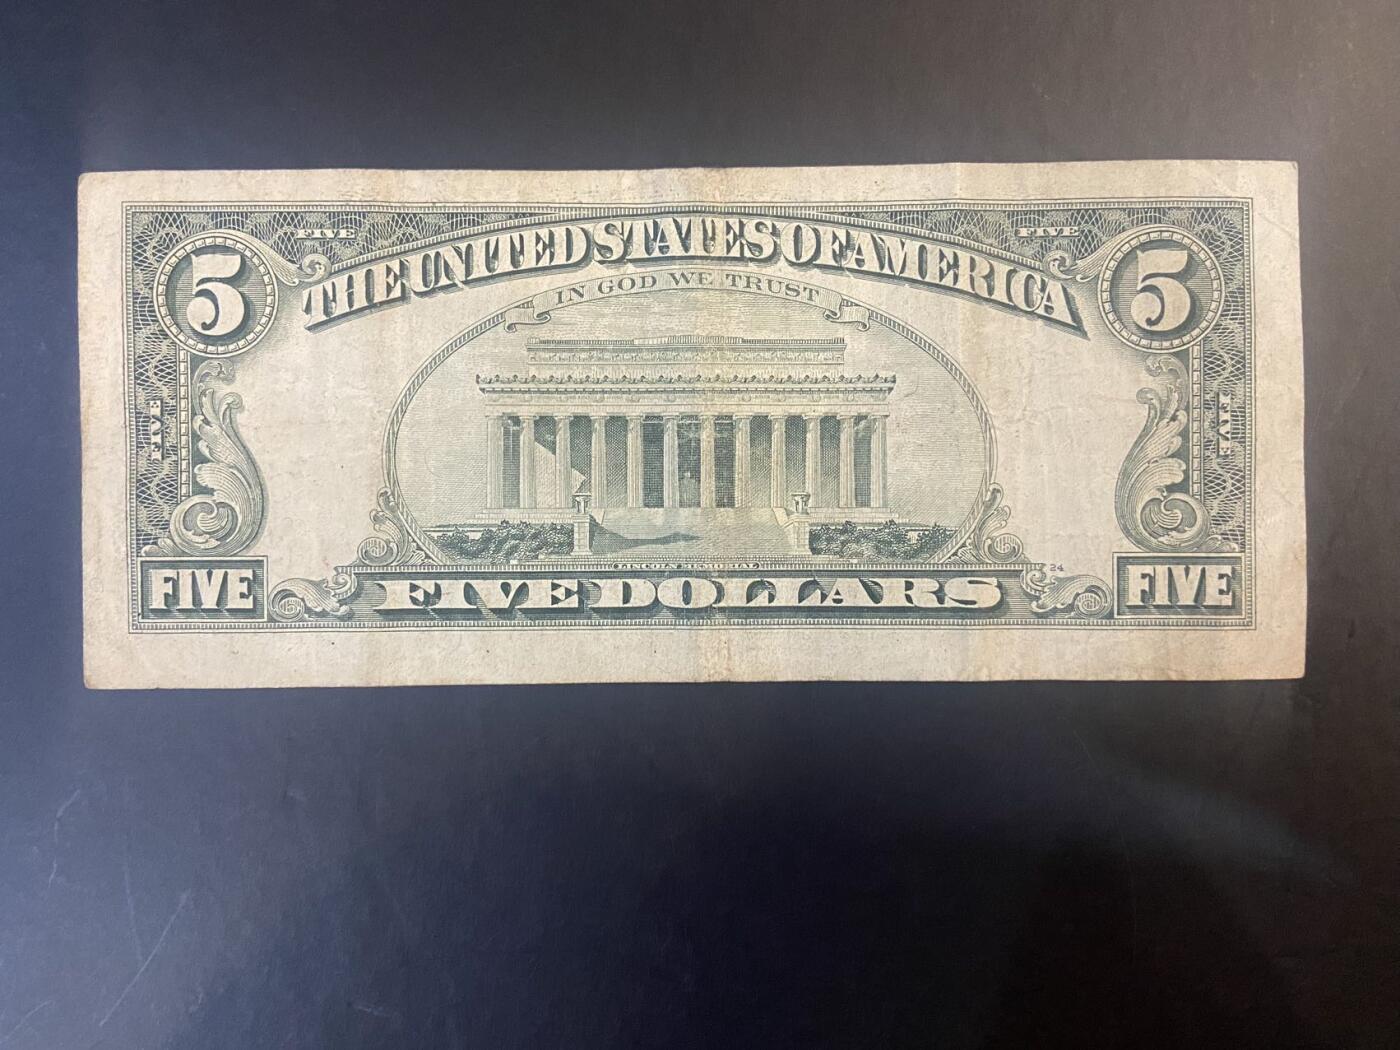 FIVE FIVE
5 THE UNITED STATES OF AMERICA 5
IN GOD WE TRUST
FIVE FIVE
LINCOLN MEMORIAL
24
FIVE FIVE DOLLARS FIVE